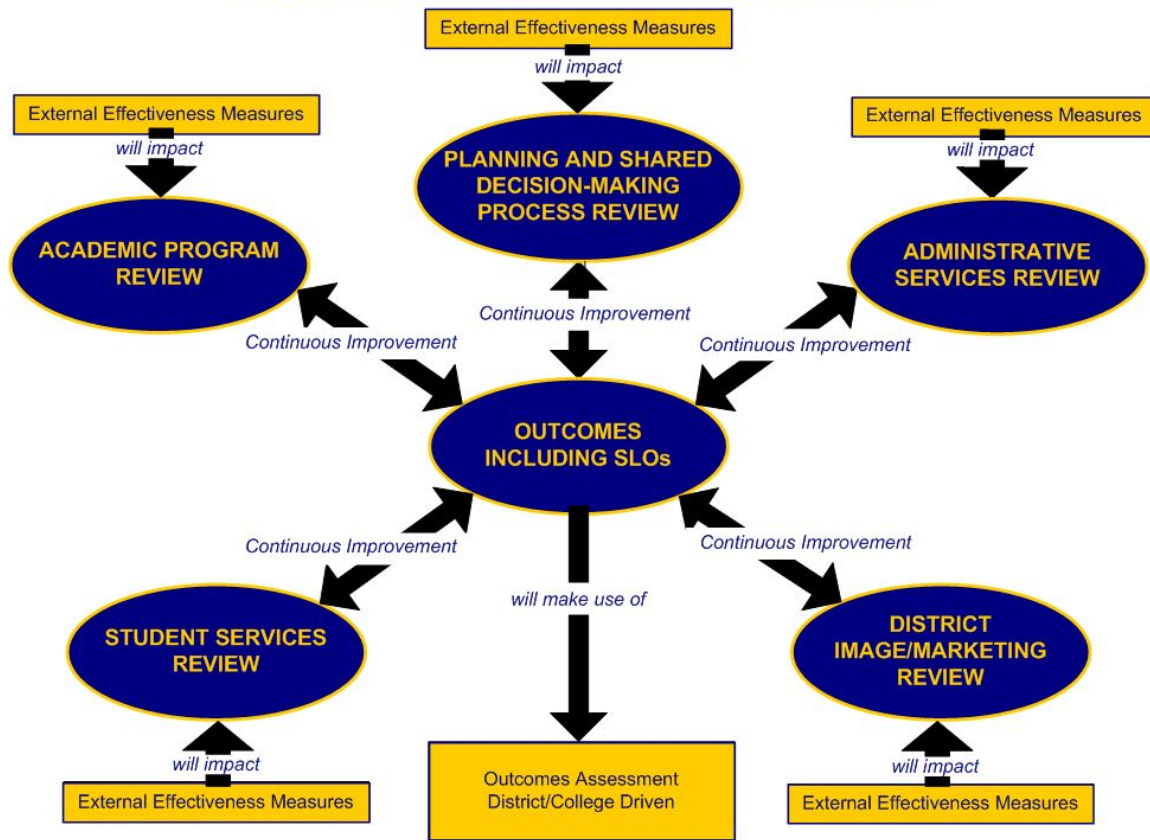 External Effectiveness Measures
will impact
PLANNING AND SHARED
DECISION-MAKING
PROCESS REVIEW
External Effectiveness Measures
will impact
ACADEMIC PROGRAM
REVIEW
External Effectiveness Measures
will impact
ADMINISTRATIVE
SERVICES REVIEW
Continuous Improvement
Continuous Improvement
Continuous Improvement
OUTCOMES
INCLUDING SLOs
Continuous Improvement
Continuous Improvement
will make use of
STUDENT SERVICES
REVIEW
DISTRICT
IMAGE/MARKETING
REVIEW
will impact
External Effectiveness Measures
Outcomes Assessment
District/College Driven
will impact
External Effectiveness Measures